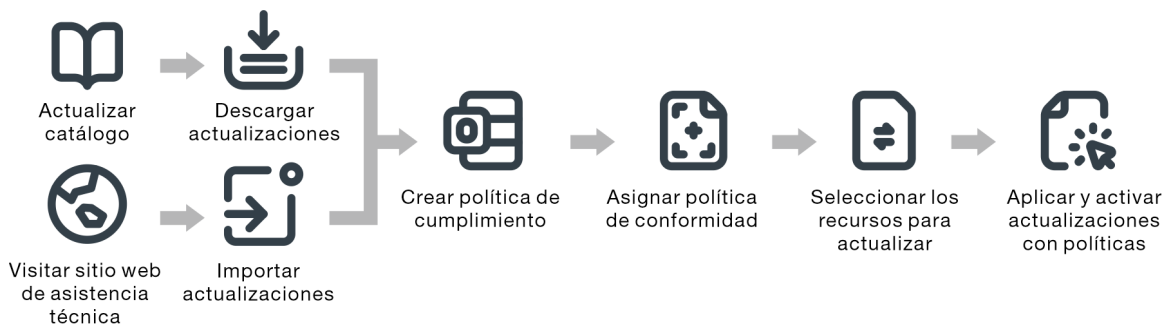 Actualizar
catálogo
Descargar
actualizaciones
Visitar sitio web
de asistencia
técnica
Importar
actualizaciones
Crear política de
cumplimiento
Asignar política
de conformidad
Seleccionar los
recursos para
actualizar
Aplicar y activar
actualizaciones
con políticas